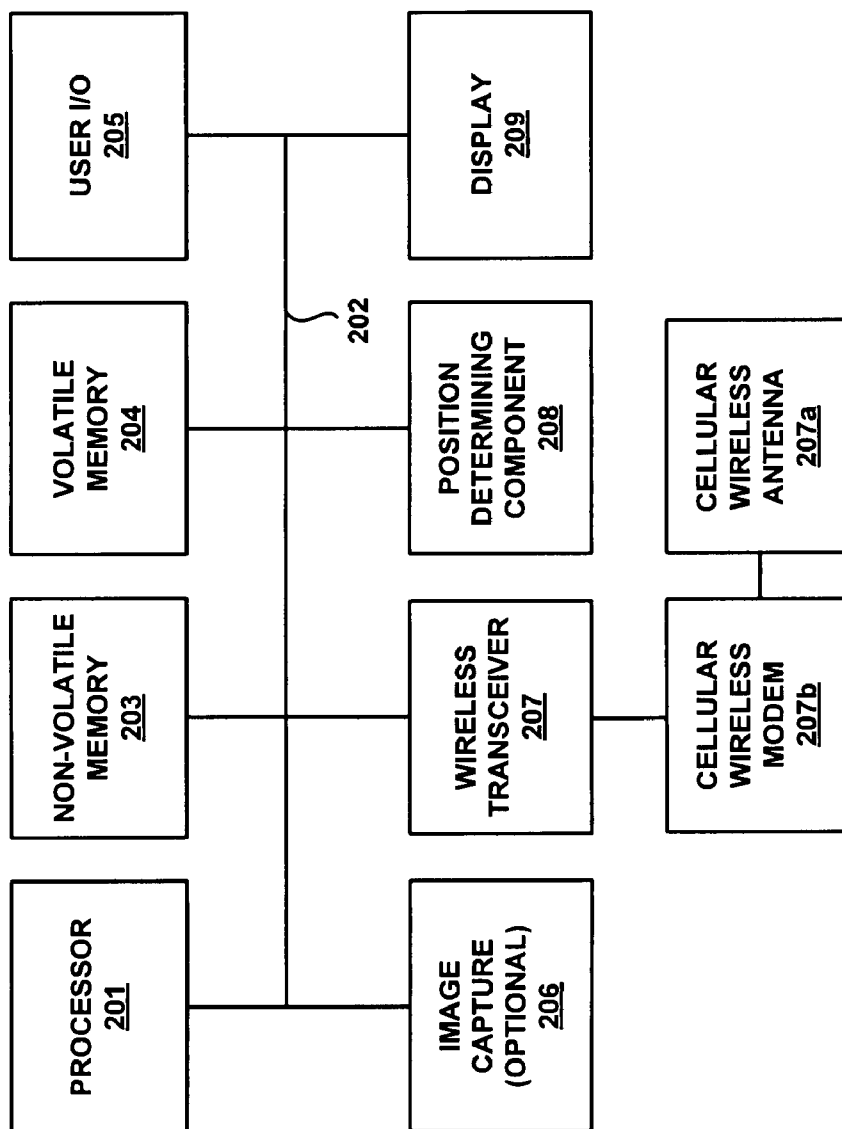 PROCESSOR
201
NON-VOLATILE
MEMORY
203
VOLATILE
MEMORY
204
USER I/O
205
202
IMAGE
CAPTURE
(OPTIONAL)
206
WIRELESS
TRANSCEIVER
207
POSITION
DETERMINING
COMPONENT
208
DISPLAY
209
CELLULAR
WIRELESS
MODEM
207b
CELLULAR
WIRELESS
ANTENNA
207a